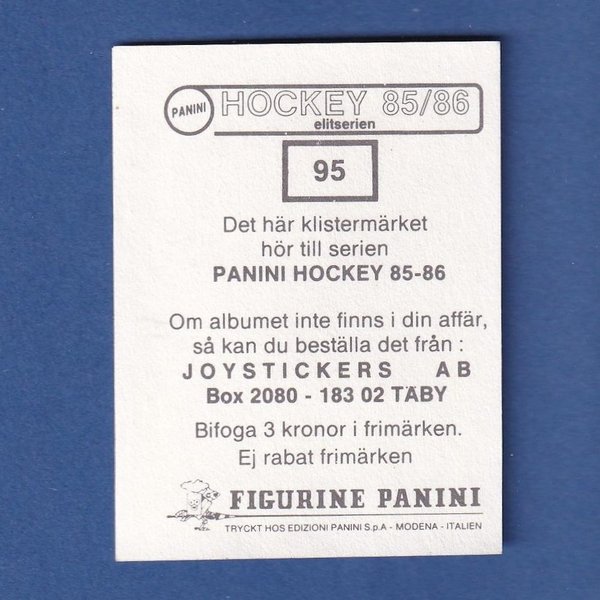 PANINI HOCKEY 85/86
elitserien
95
Det här klistermärket
hör till serien
PANINI HOCKEY 85-86
Om albumet inte finns i din affär,
så kan du beställa det från :
JOYSTICKERS AB
Box 2080 - 183 02 TÄBY
Bifoga 3 kronor i frimärken.
Ej rabat frimärken
FIGURINE PANINI
TRYCKT HOS EDIZIONI PANINI S.p.A - MODENA - ITALIEN